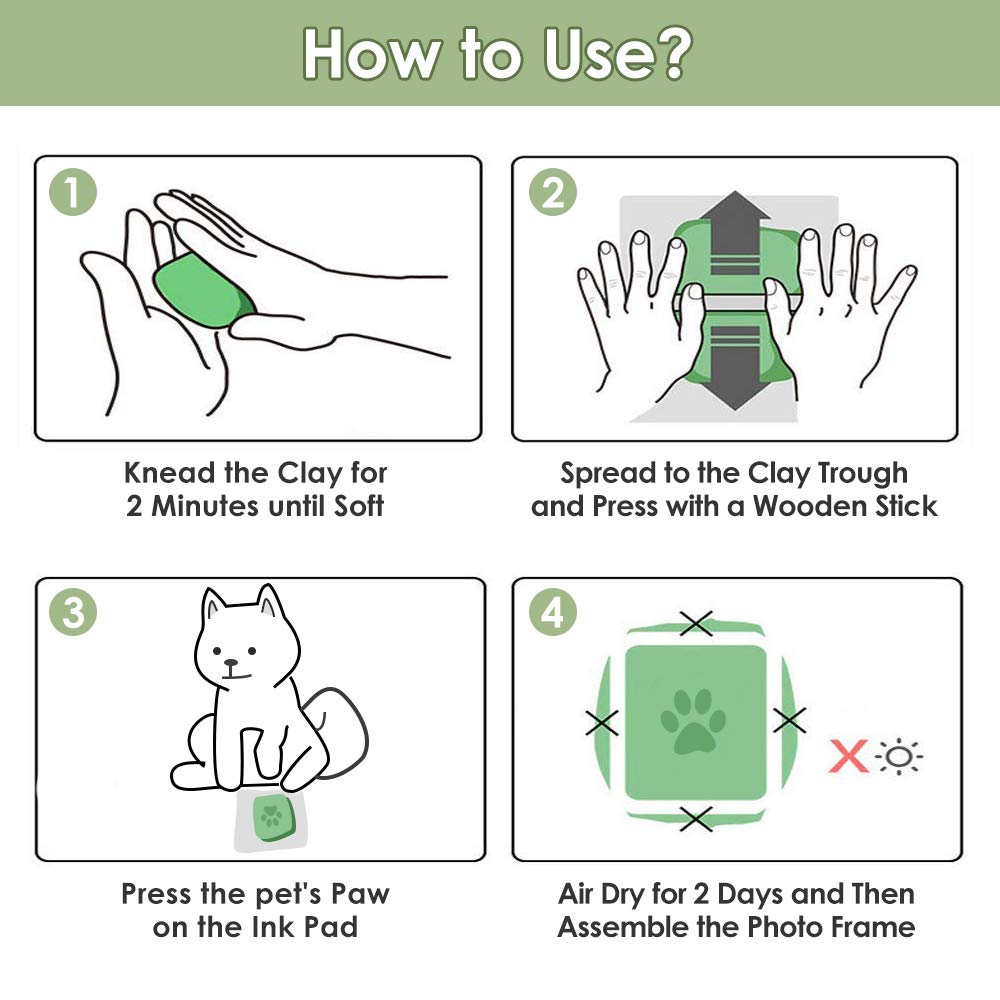 How to Use?
1
2
Knead the Clay for
2 Minutes until Soft
Spread to the Clay Trough
and Press with a Wooden Stick
3
4
Press the pet's Paw
on the Ink Pad
Air Dry for 2 Days and Then
Assemble the Photo Frame